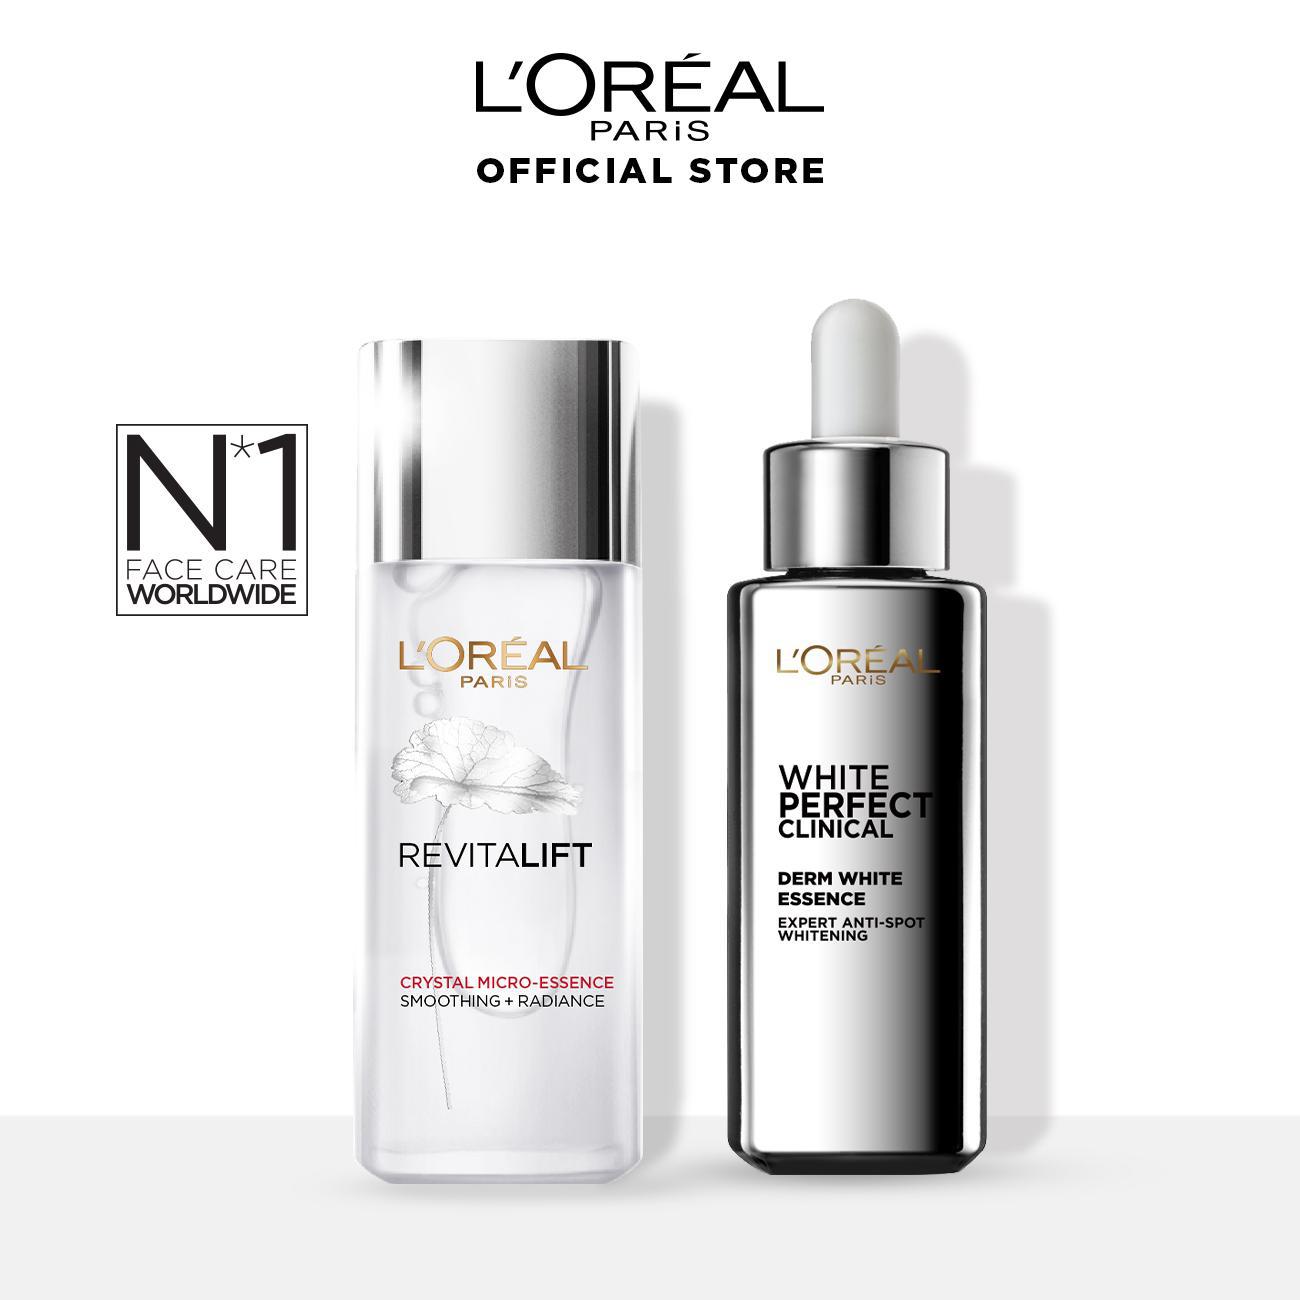 L'ORÉAL
PARiS
OFFICIAL STORE
N*1
FACE CARE
WORLDWIDE
L'ORÉAL
PARiS
REVITALIFT
CRYSTAL MICRO-ESSENCE
SMOOTHING + RADIANCE
L'ORÉAL
PARiS
WHITE
PERFECT
CLINICAL
DERM WHITE
ESSENCE
EXPERT ANTI-SPOT
WHITENING